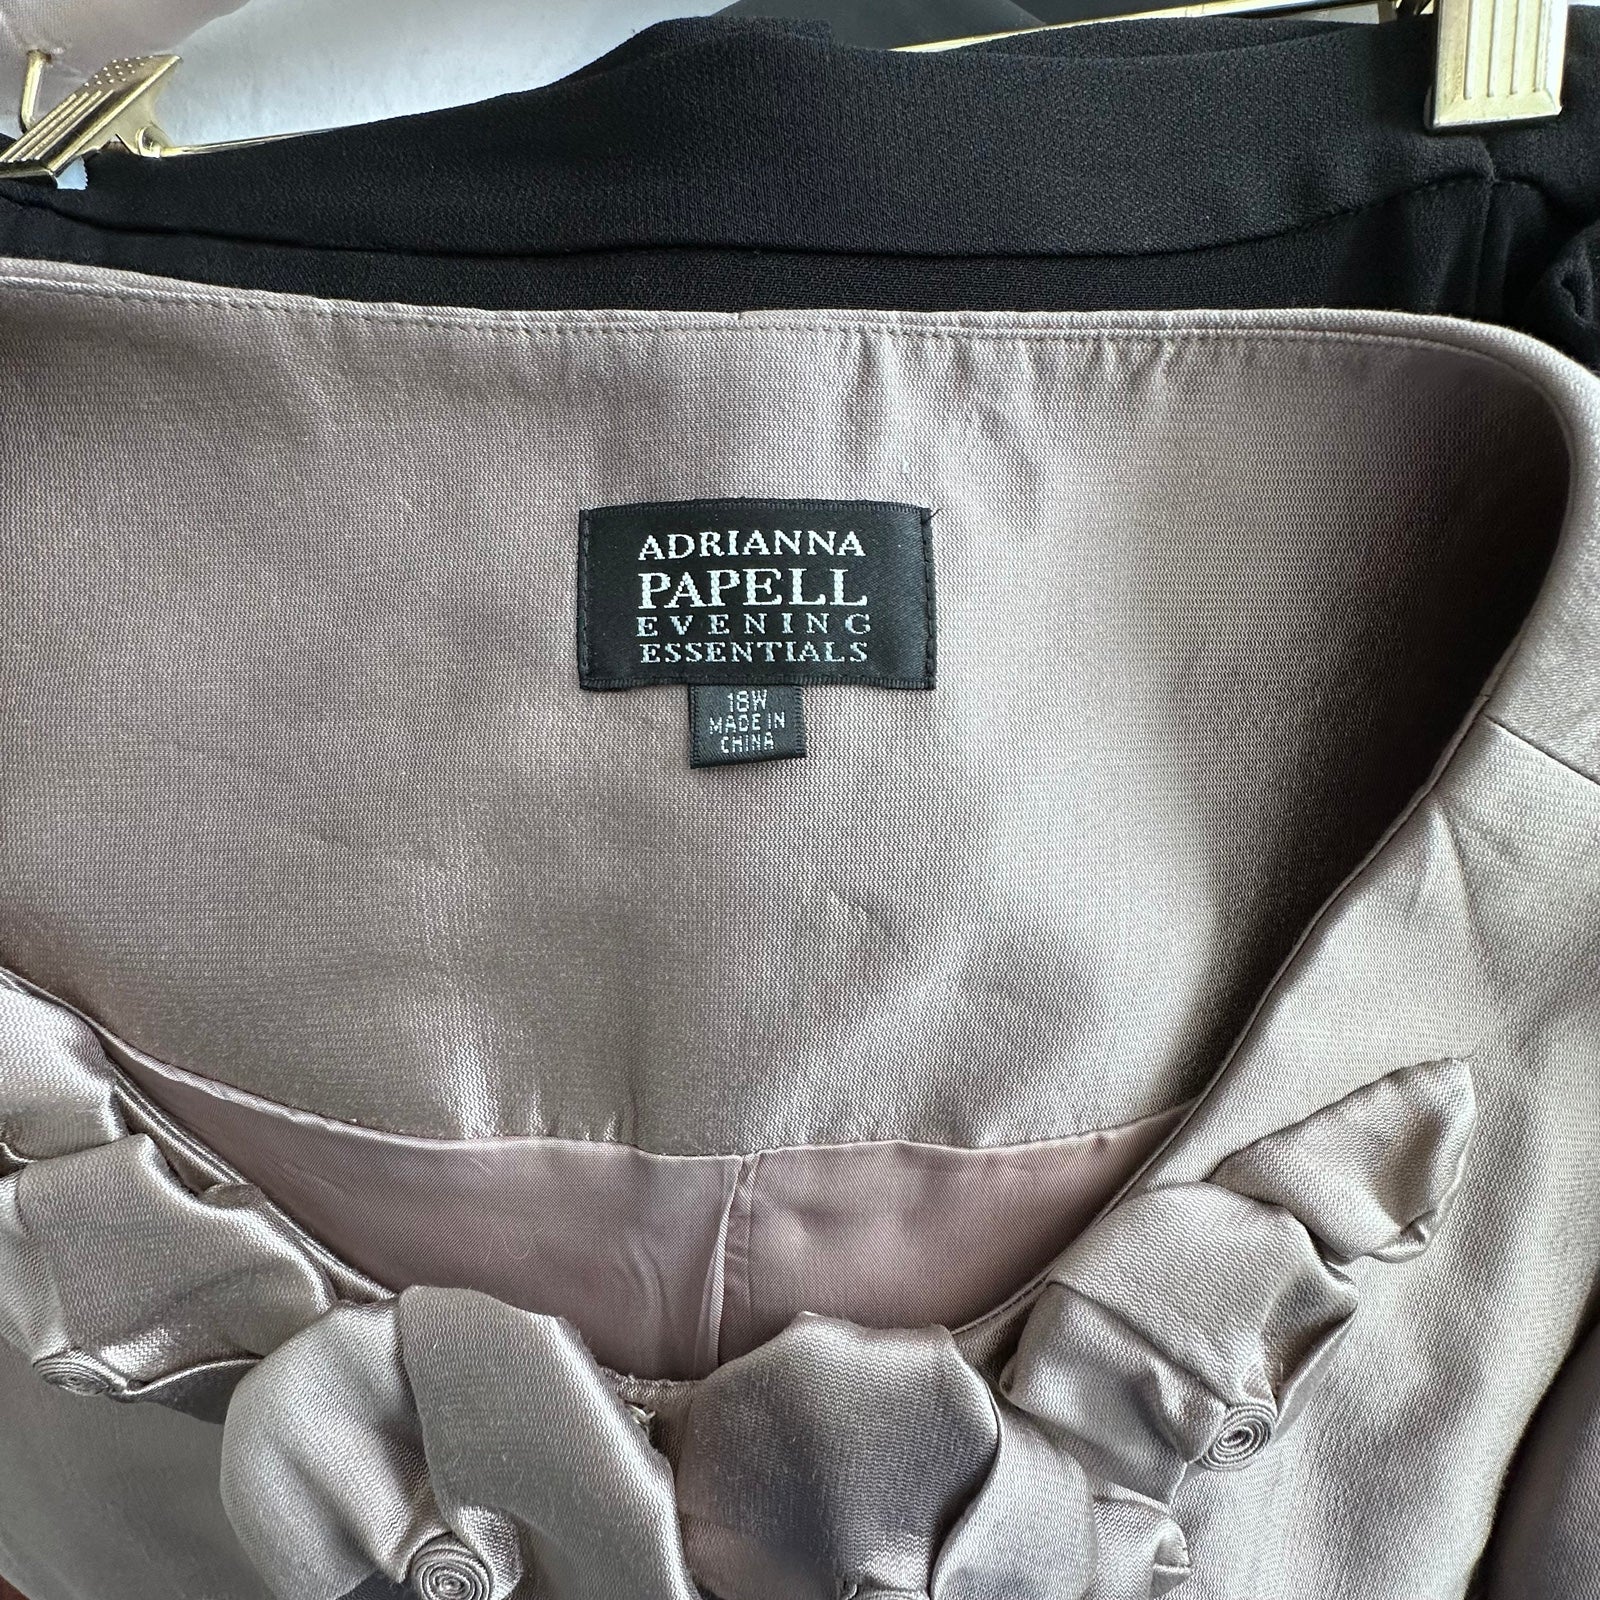 ADRIANNA
PAPELL
EVENING
ESSENTIALS
18W
MADE IN
CHINA